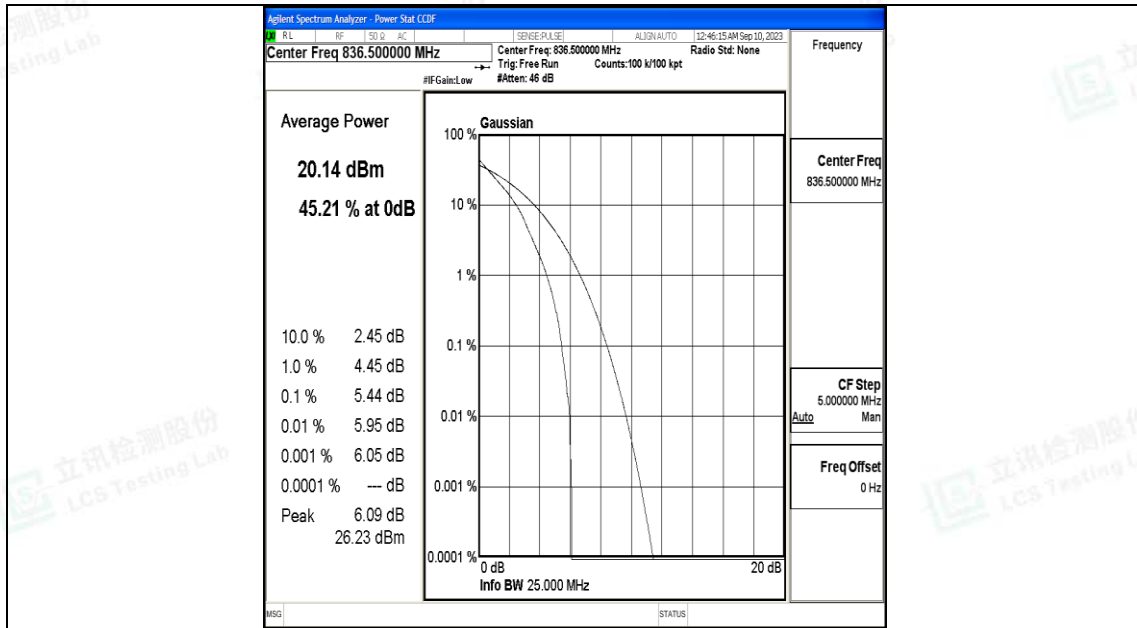 Agilent Spectrum Analyzer - Power Stat CCDF
RL RF 50 Ω AC SENSE:PULSE ALIGN AUTO 12:46:15 AM Sep 10, 2023
Center Freq 836.500000 MHz
Center Freq: 836.500000 MHz Radio Std: None
Trig: Free Run Counts:100 k/100 kpt
#IFGain:Low #Atten: 46 dB
Frequency
Average Power
20.14 dBm
45.21 % at 0dB
10.0 % 2.45 dB
1.0 % 4.45 dB
0.1 % 5.44 dB
0.01 % 5.95 dB
0.001 % 6.05 dB
0.0001 % --- dB
Peak 6.09 dB
26.23 dBm
Gaussian
100 %
10 %
1 %
0.1 %
0.01 %
0.001 %
0.0001 %
0 dB 20 dB
Info BW 25.000 MHz
Center Freq
836.500000 MHz
CF Step
5.000000 MHz
Auto Man
Freq Offset
0 Hz
MSG STATUS
立讯检测股份
LCS Testing Lab
立讯检测股份
LCS Testing L